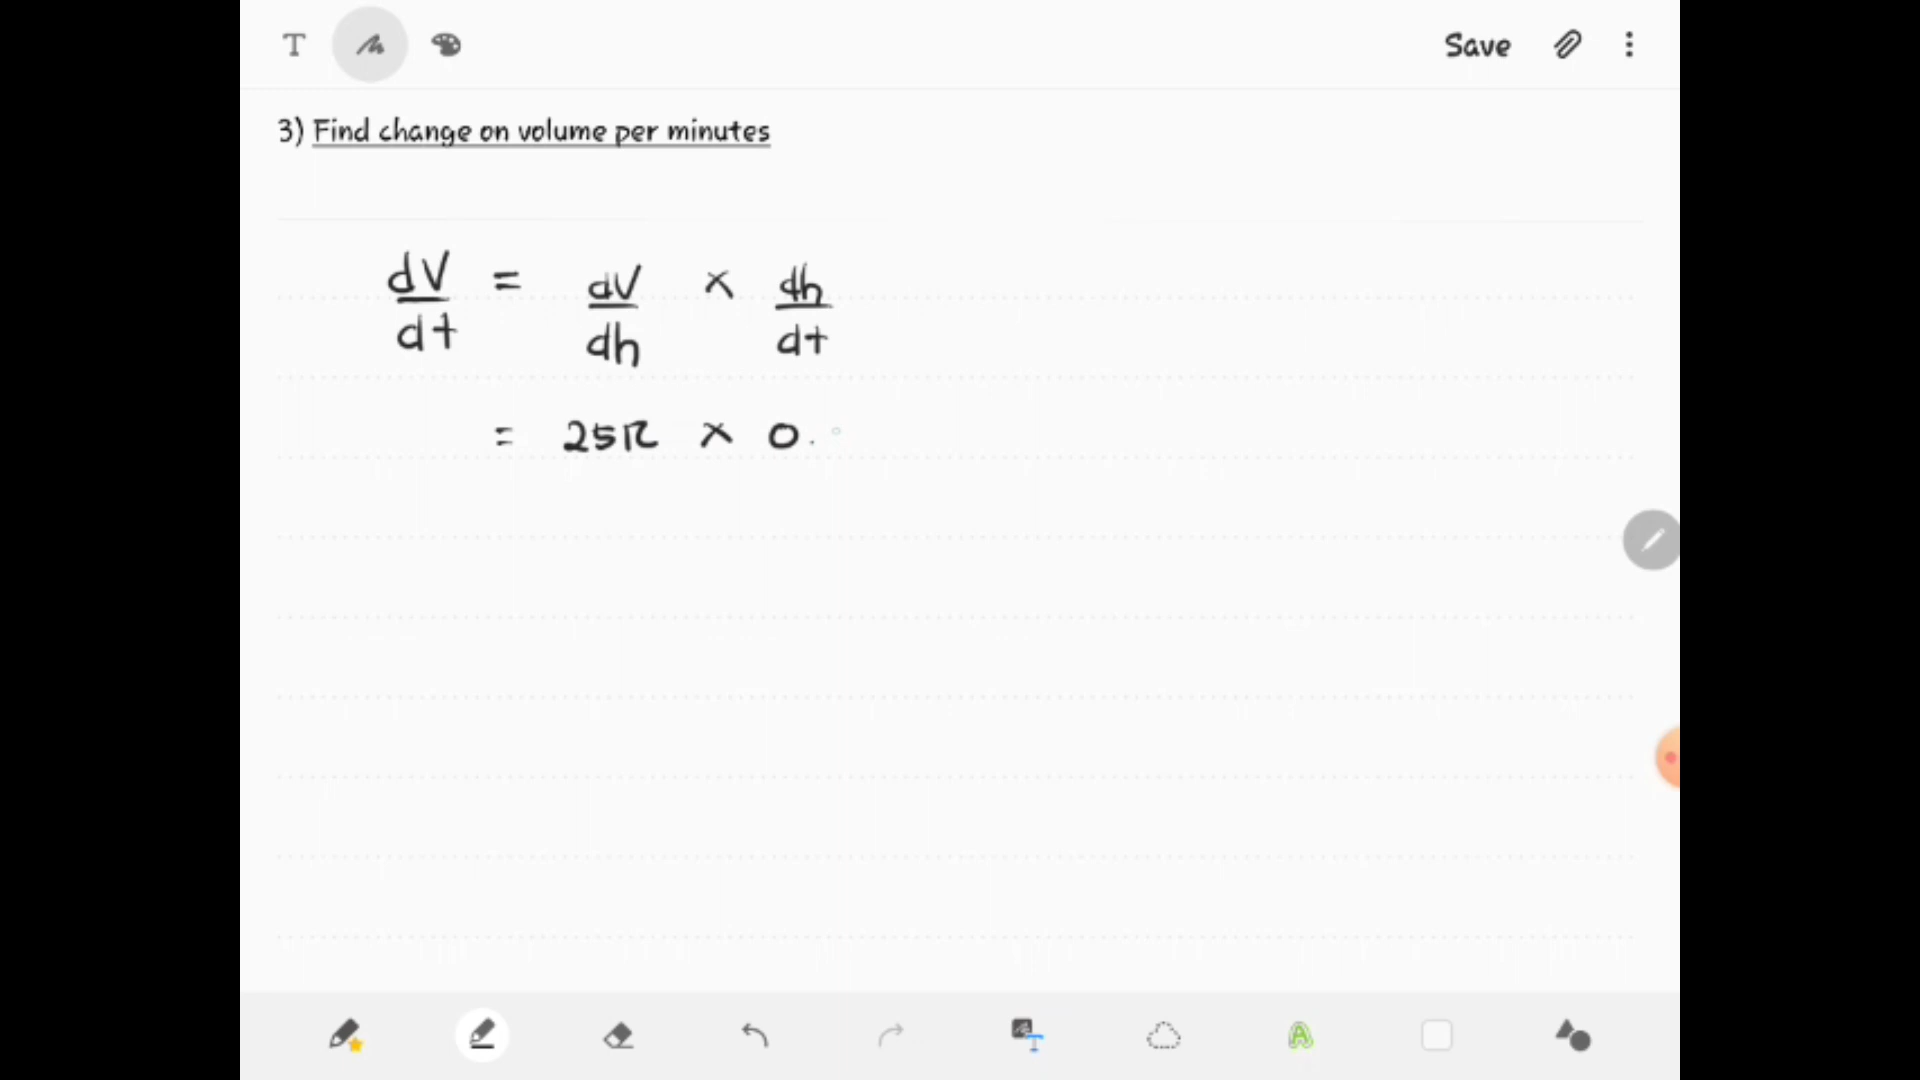 T
Save
3) Find change on volume per minutes
dV/dt = dV/dh × dh/dt
= 25π × 0.
A